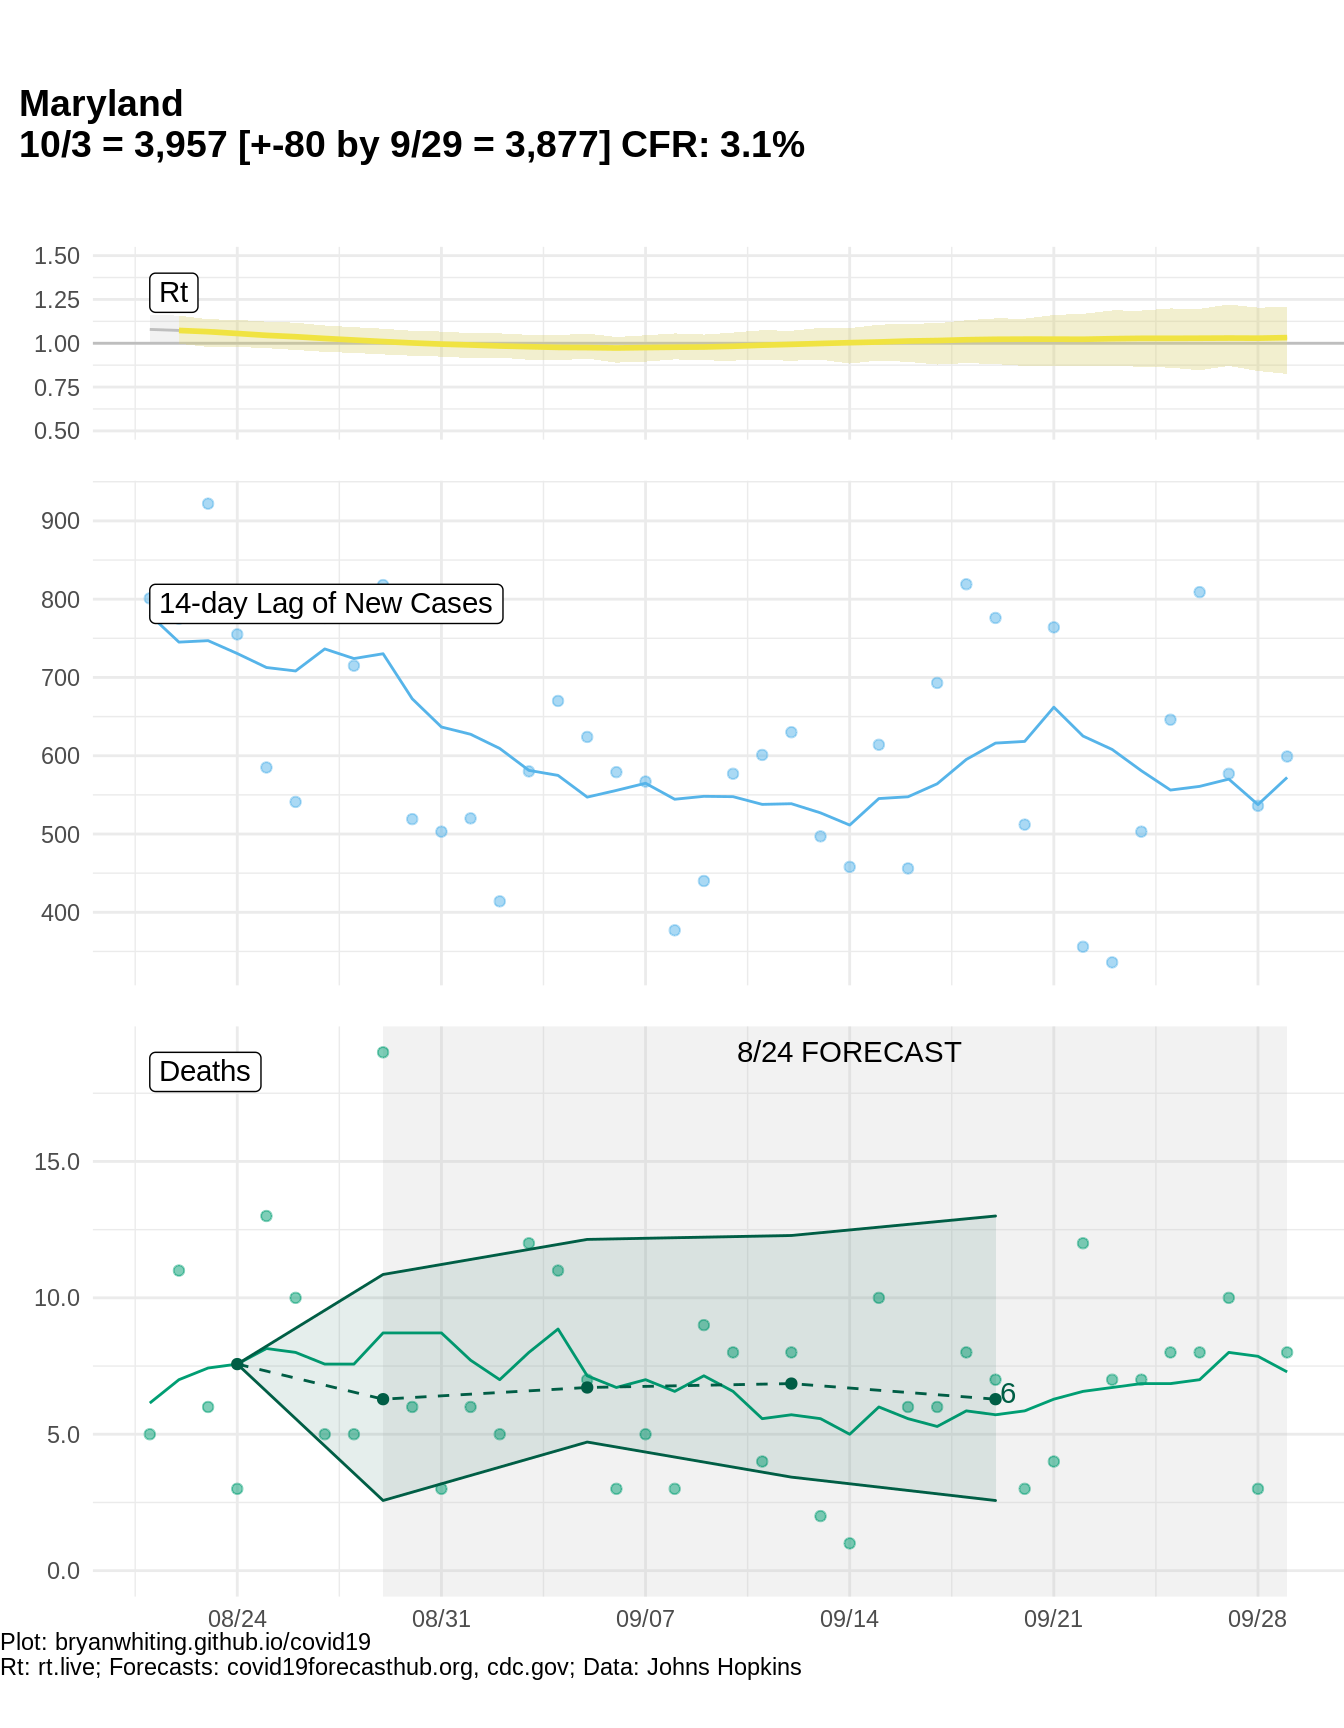 Maryland
10/3 = 3,957 [+-80 by 9/29 = 3,877] CFR: 3.1%
1.50
1.25
1.00
0.75
0.50
Rt
900
800
700
600
500
400
14-day Lag of New Cases
8/24 FORECAST
Deaths
15.0
10.0
5.0
0.0
6
08/24 08/31 09/07 09/14 09/21 09/28
Plot: bryanwhiting.github.io/covid19
Rt: rt.live; Forecasts: covid19forecasthub.org, cdc.gov; Data: Johns Hopkins